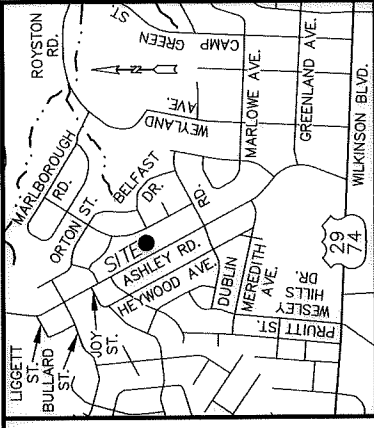 ROYSTON
RD.
CAMP
GREEN
ST
N
MARLBOROUGH
RD.
WEYLAND
AVE.
MARLOWE AVE.
GREENLAND AVE.
WILKINSON BLVD.
ORTON ST.
BELFAST
DR.
SITE
ASHLEY RD.
RD.
DUBLIN
HEYWOOD AVE.
MEREDITH
AVE.
LIGGETT
ST.
BULLARD
ST.
JOY
ST.
PRUITT ST.
WESLEY
HILLS
DR.
29
74